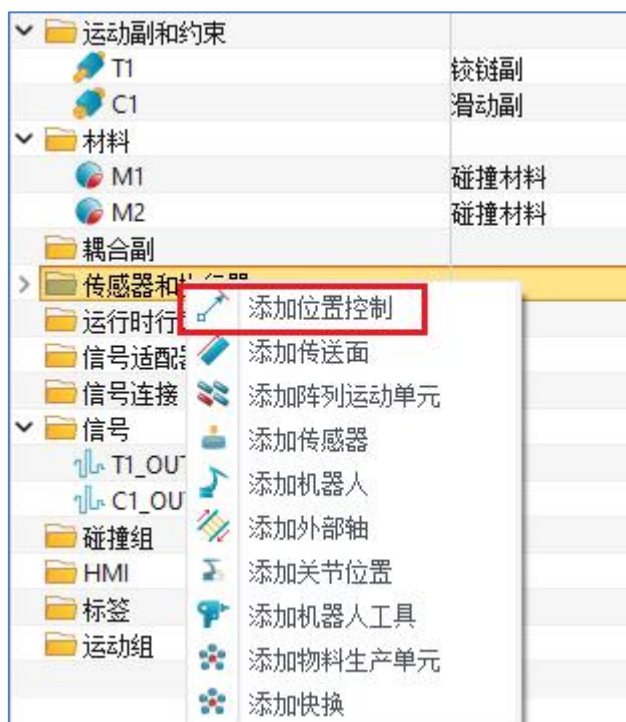 运动副和约束
T1 铰链副
C1 滑动副
材料
M1 碰撞材料
M2 碰撞材料
耦合副
传感器和
添加位置控制
运行时行
添加传送面
信号适配
信号连接
添加阵列运动单元
信号
添加传感器
T1_OU
添加机器人
C1_OU
添加外部轴
碰撞组
HMI
添加关节位置
标签
添加机器人工具
运动组
添加物料生产单元
添加快换